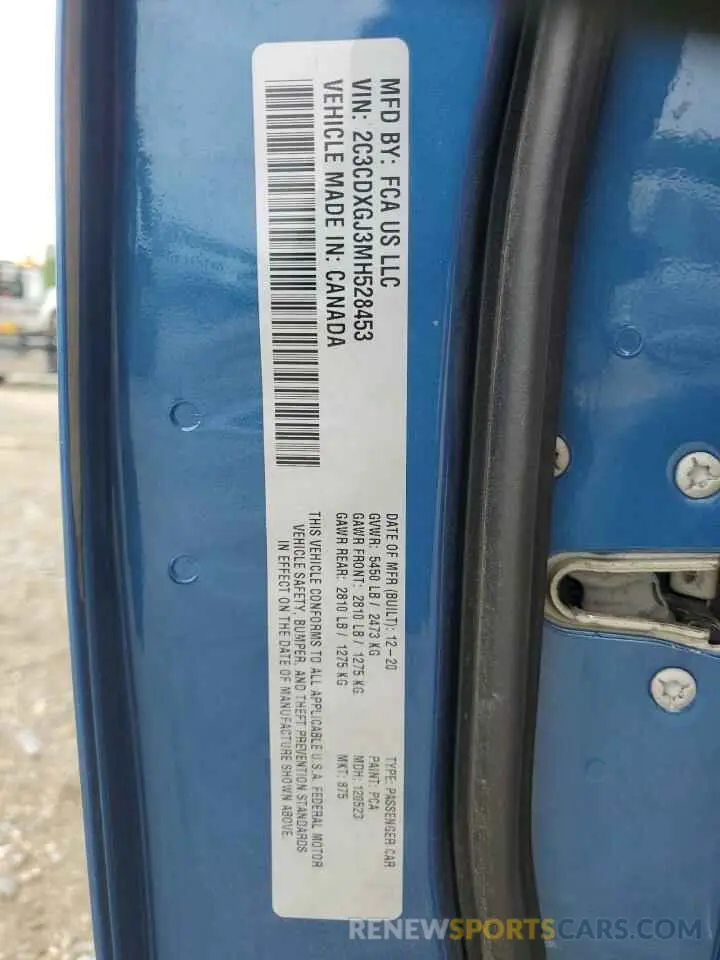 MFD BY: FCA US LLC
VIN: 2C3CDXGJ3MH528453
VEHICLE MADE IN: CANADA
DATE OF MFR (BUILT): 12-20
GVWR: 5450 LB / 2473 KG
GAWR FRONT: 2810 LB / 1275 KG
GAWR REAR: 2810 LB / 1275 KG
TYPE: PASSENGER CAR
PAINT: PCA
MDH: 120523
MKT: 875
THIS VEHICLE CONFORMS TO ALL APPLICABLE U.S.A. FEDERAL MOTOR
VEHICLE SAFETY, BUMPER, AND THEFT PREVENTION STANDARDS
IN EFFECT ON THE DATE OF MANUFACTURE SHOWN ABOVE.
RENEWSPORTSCARS.COM